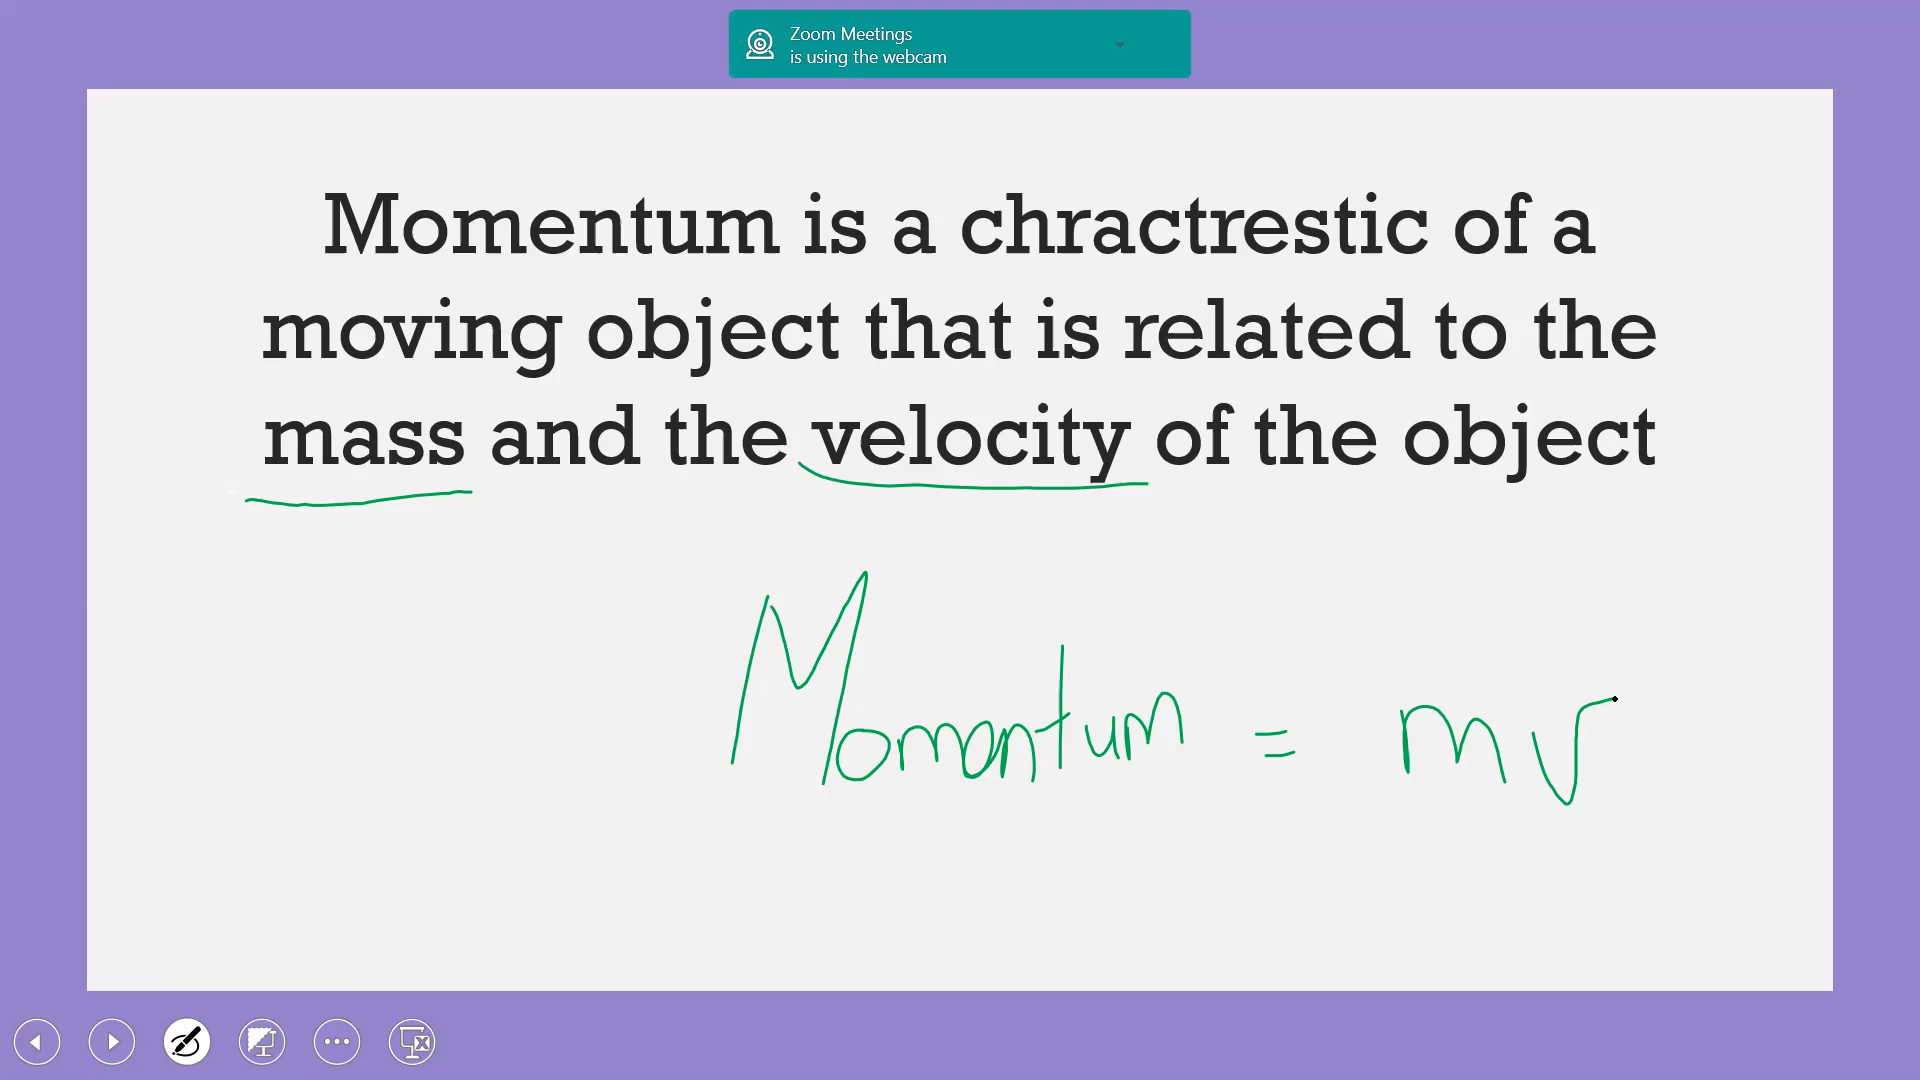 Zoom Meetings
is using the webcam
Momentum is a chractrestic of a
moving object that is related to the
mass and the velocity of the object
Momentum = mv